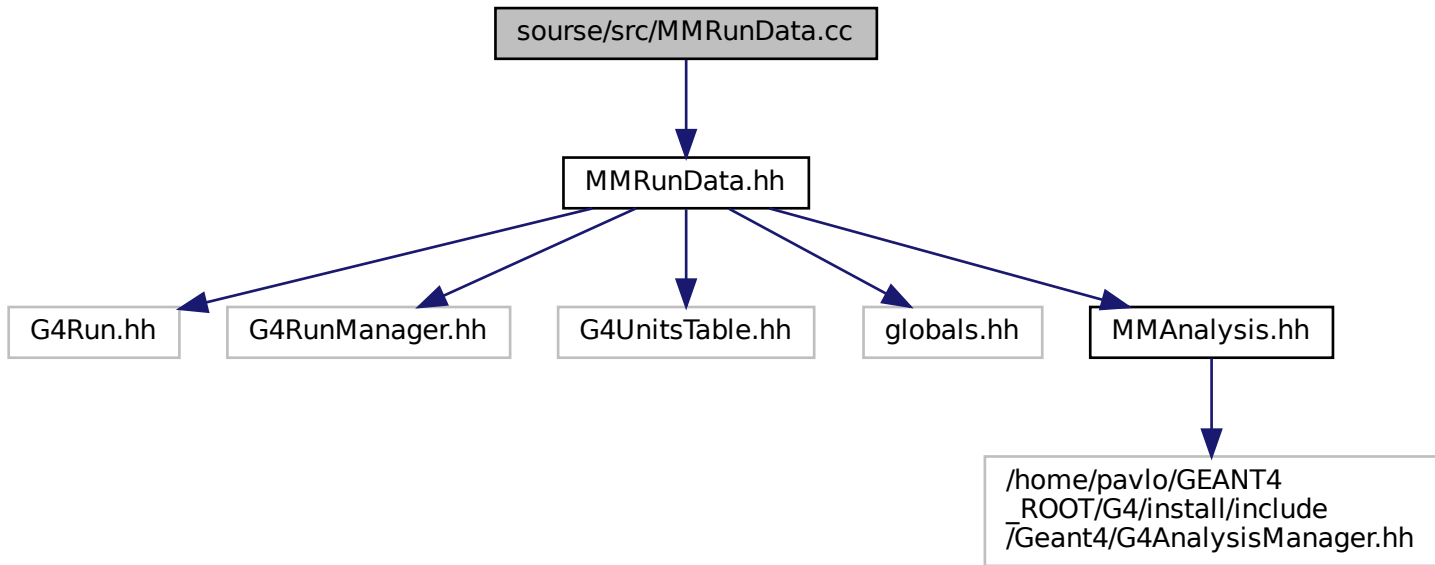 sourse/src/MMRunData.cc
MMRunData.hh
G4Run.hh
G4RunManager.hh
G4UnitsTable.hh
globals.hh
MMAnalysis.hh
/home/pavlo/GEANT4
_ROOT/G4/install/include
/Geant4/G4AnalysisManager.hh